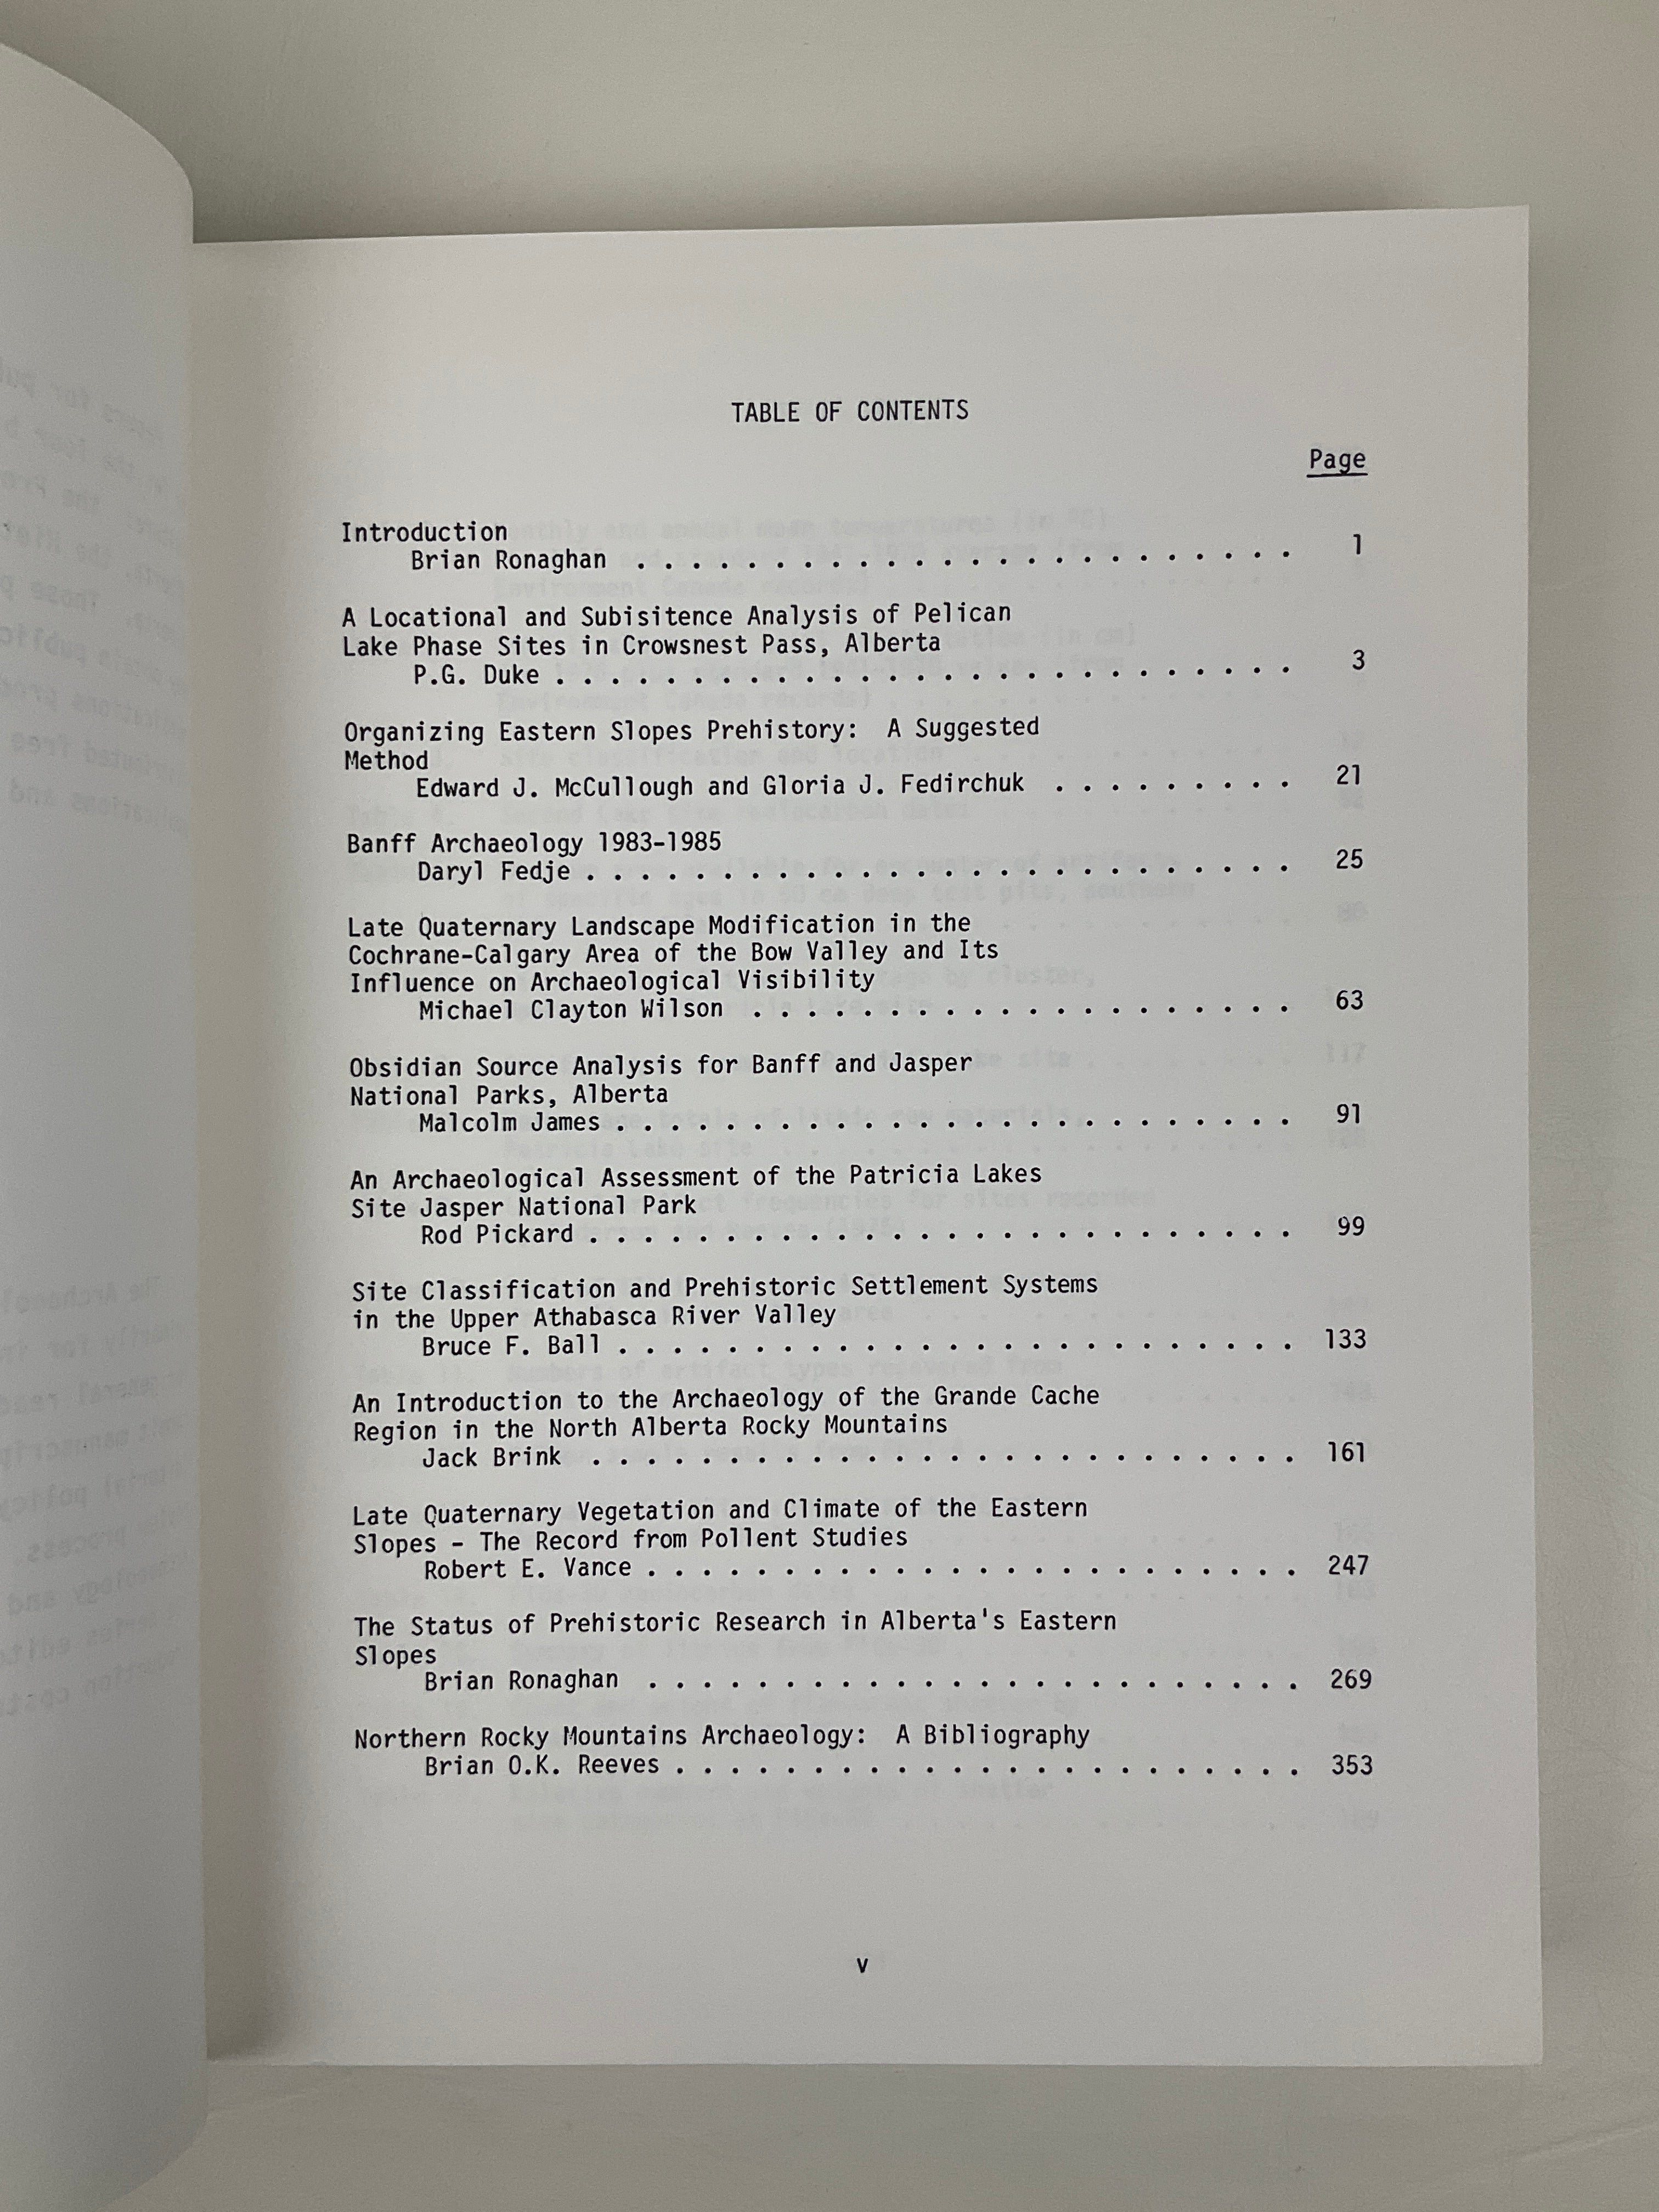 TABLE OF CONTENTS
Page
Introduction
Brian Ronaghan . . . . . . . . . . . . . . . . . . . . . . . . 1
A Locational and Subisitence Analysis of Pelican
Lake Phase Sites in Crowsnest Pass, Alberta
P.G. Duke . . . . . . . . . . . . . . . . . . . . . . . . . . . 3
Organizing Eastern Slopes Prehistory: A Suggested
Method
Edward J. McCullough and Gloria J. Fedirchuk . . . . . . . . . 21
Banff Archaeology 1983-1985
Daryl Fedje . . . . . . . . . . . . . . . . . . . . . . . . . . 25
Late Quaternary Landscape Modification in the
Cochrane-Calgary Area of the Bow Valley and Its
Influence on Archaeological Visibility
Michael Clayton Wilson . . . . . . . . . . . . . . . . . . . . 63
Obsidian Source Analysis for Banff and Jasper
National Parks, Alberta
Malcolm James . . . . . . . . . . . . . . . . . . . . . . . . . 91
An Archaeological Assessment of the Patricia Lakes
Site Jasper National Park
Rod Pickard . . . . . . . . . . . . . . . . . . . . . . . . . . 99
Site Classification and Prehistoric Settlement Systems
in the Upper Athabasca River Valley
Bruce F. Ball . . . . . . . . . . . . . . . . . . . . . . . . . 133
An Introduction to the Archaeology of the Grande Cache
Region in the North Alberta Rocky Mountains
Jack Brink . . . . . . . . . . . . . . . . . . . . . . . . . . 161
Late Quaternary Vegetation and Climate of the Eastern
Slopes - The Record from Pollent Studies
Robert E. Vance . . . . . . . . . . . . . . . . . . . . . . . . 247
The Status of Prehistoric Research in Alberta's Eastern
Slopes
Brian Ronaghan . . . . . . . . . . . . . . . . . . . . . . . . 269
Northern Rocky Mountains Archaeology: A Bibliography
Brian O.K. Reeves . . . . . . . . . . . . . . . . . . . . . . . 353
v